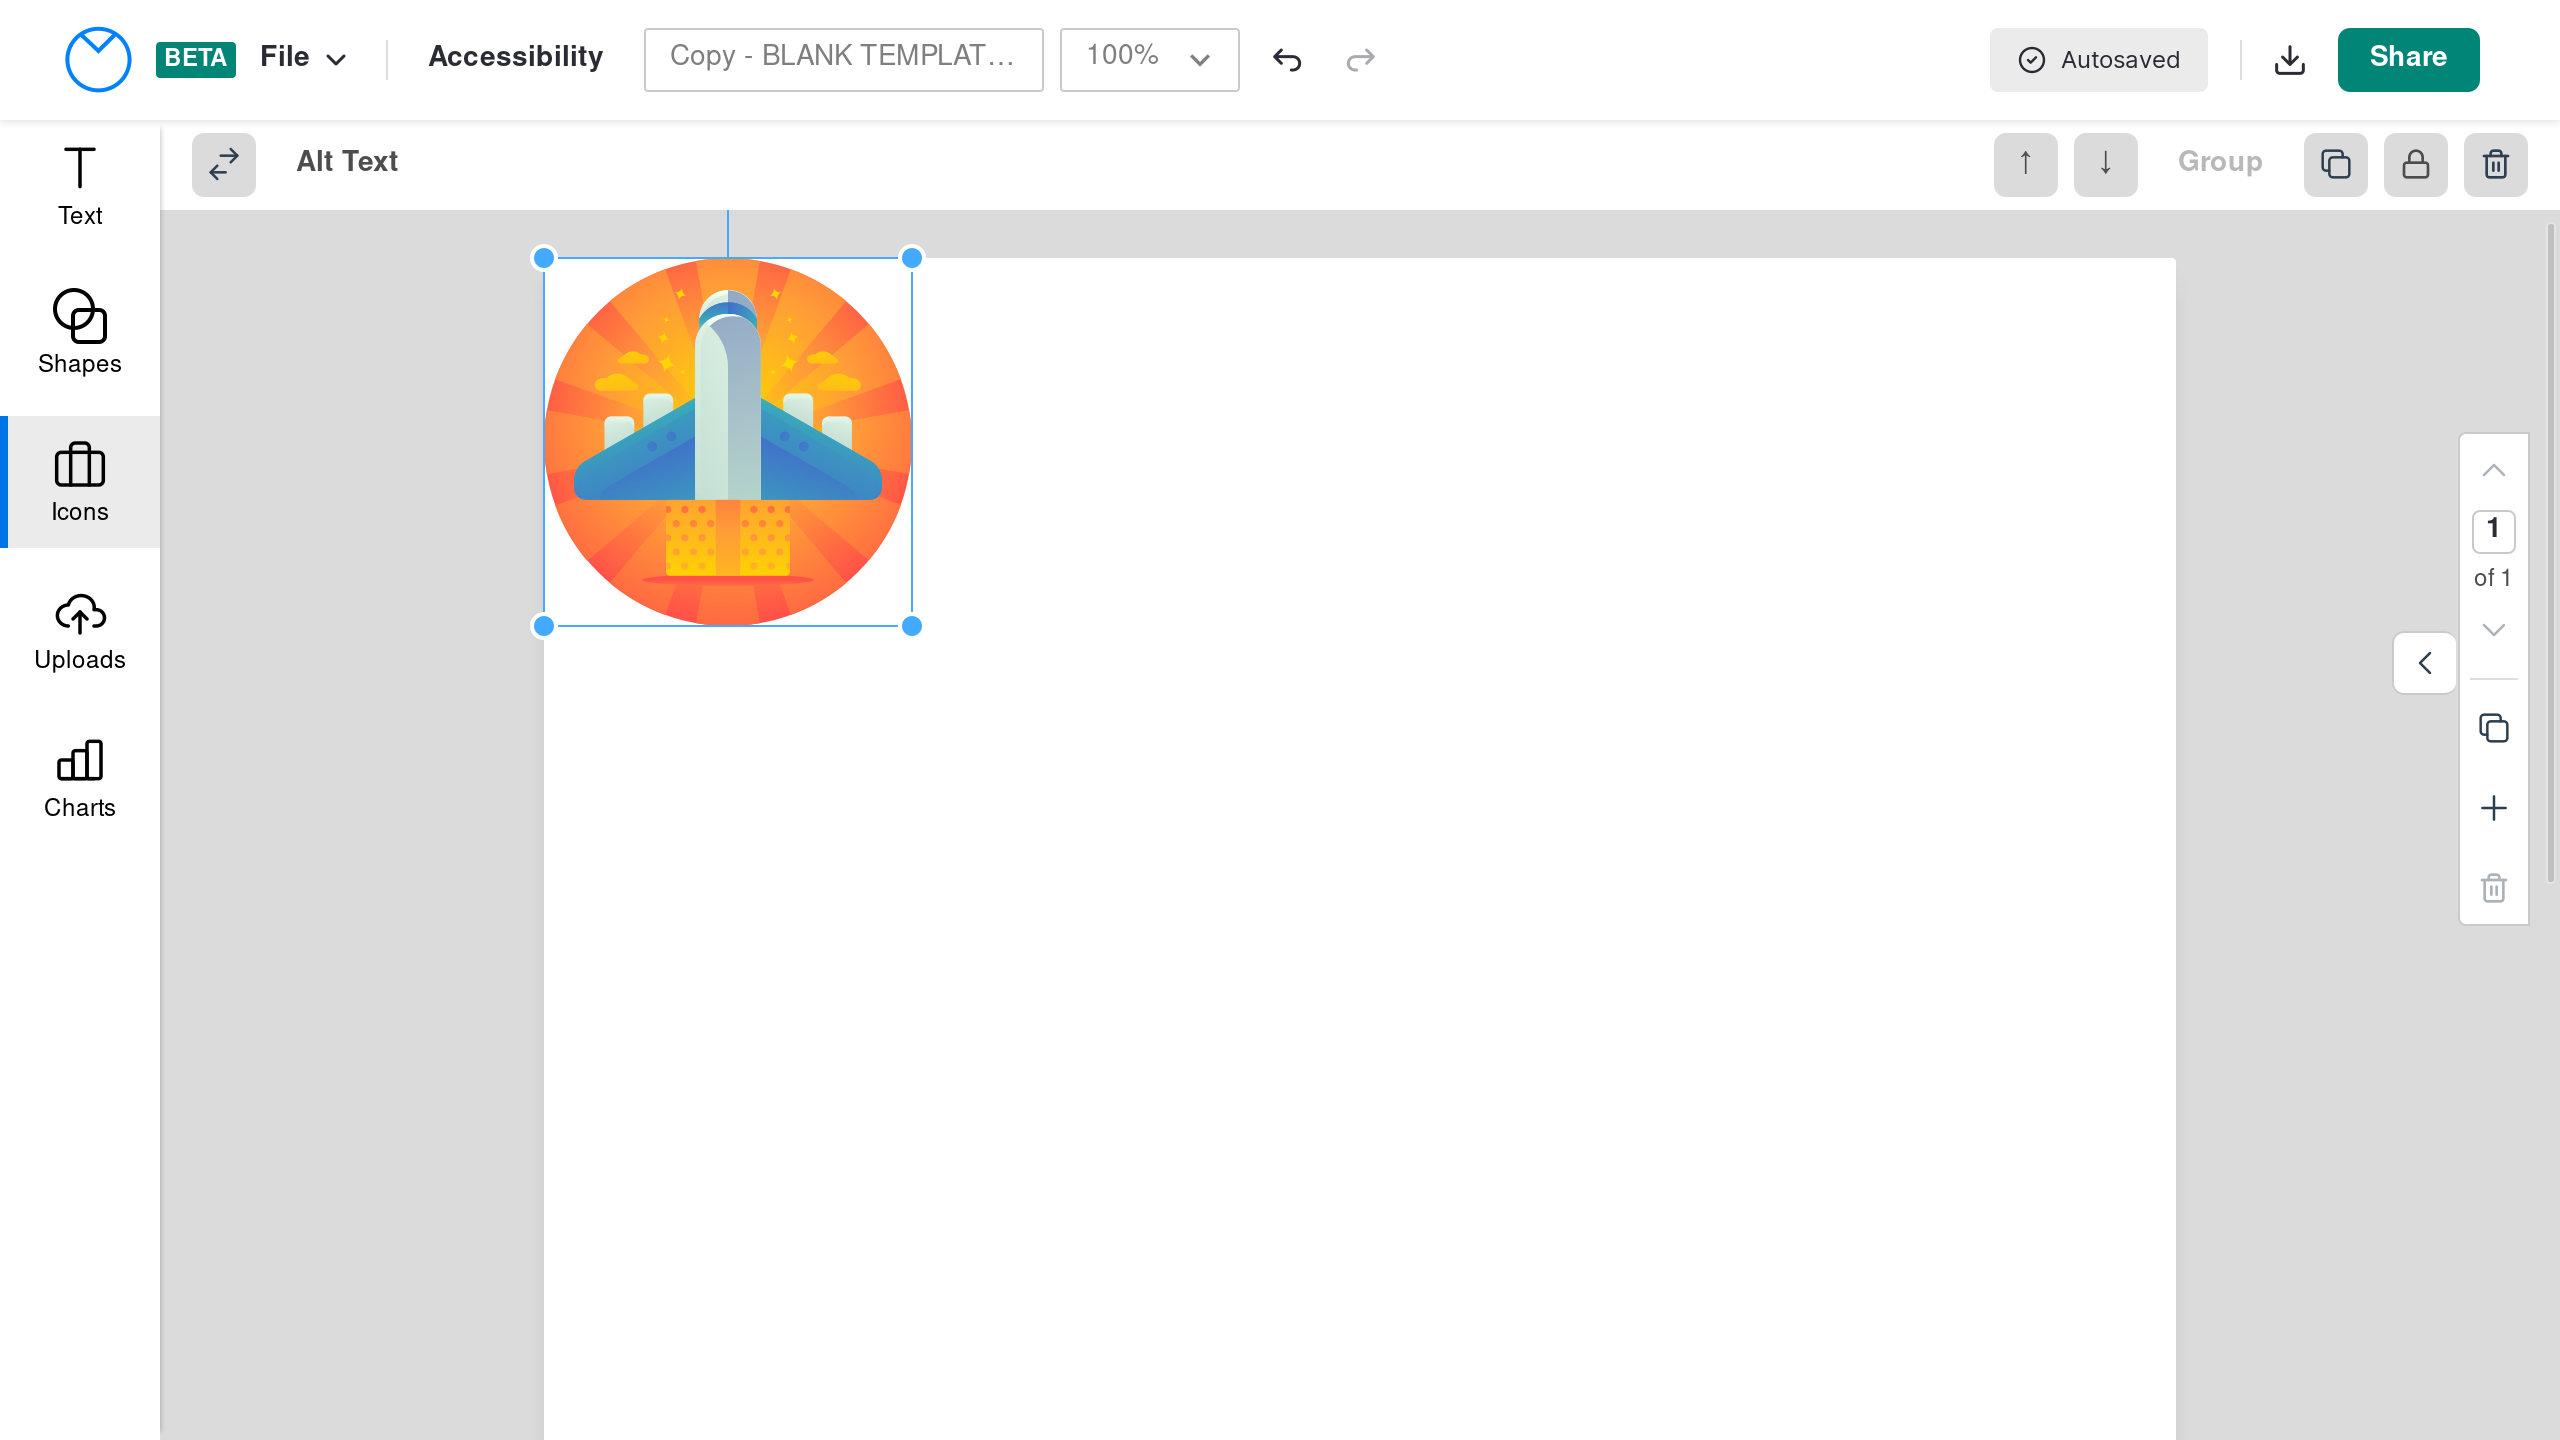 BETA File Accessibility Copy - BLANK TEMPLAT... 100% Autosaved Share
Alt Text ↑ ↓ Group
Text
Shapes
Icons
Uploads
Charts
1
of 1